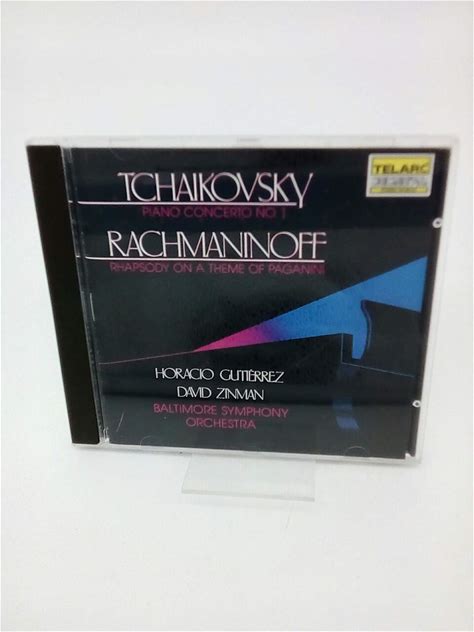 TELARC
TCHAIKOVSKY
PIANO CONCERTO NO. 1
RACHMANINOFF
RHAPSODY ON A THEME OF PAGANINI
HORACIO GUTIÉRREZ
DAVID ZINMAN
BALTIMORE SYMPHONY
ORCHESTRA